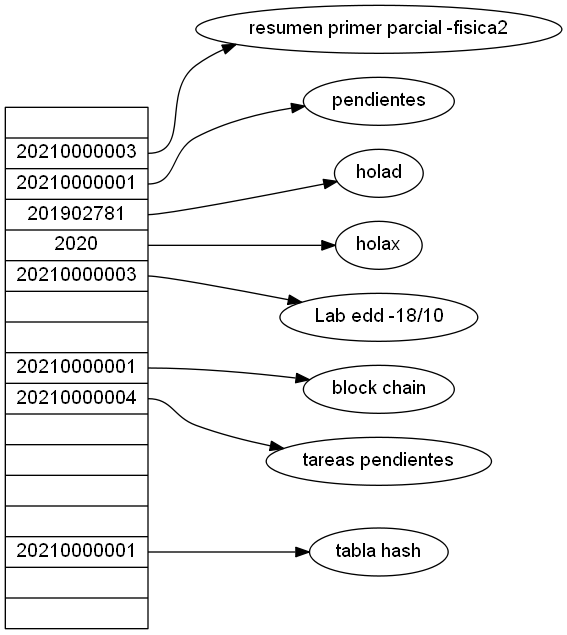 resumen primer parcial -fisica2
pendientes
20210000003
20210000001
holad
201902781
2020
holax
20210000003
Lab edd -18/10
20210000001
block chain
20210000004
tareas pendientes
20210000001
tabla hash